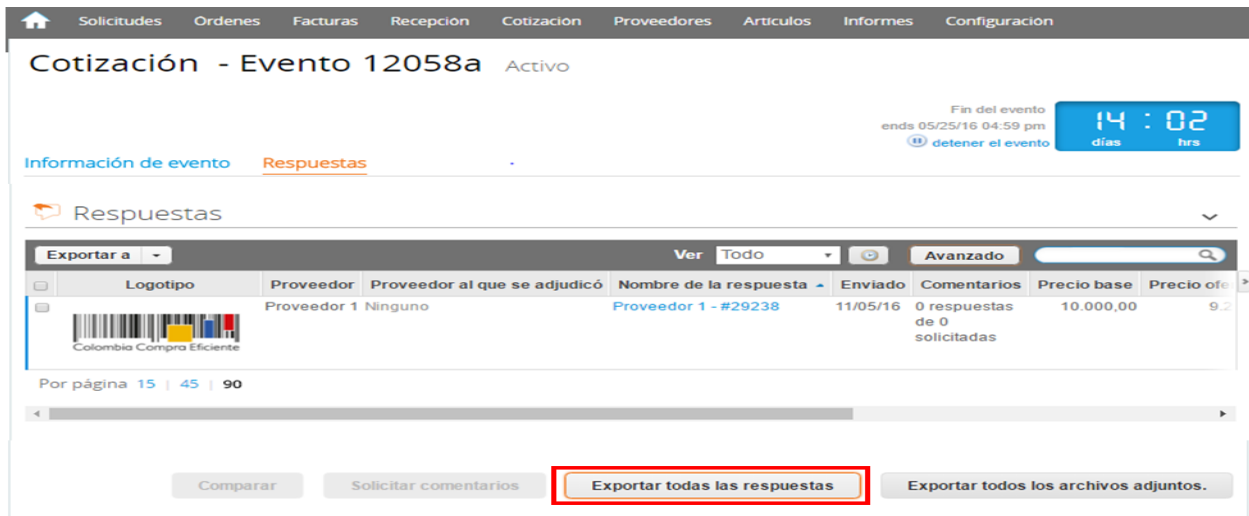 Solicitudes Ordenes Facturas Recepción Cotización Proveedores Artículos Informes Configuración
Cotización - Evento 12058a Activo
Fin del evento
ends 05/25/16 04:59 pm
detener el evento
14 : 02
días hrs
Información de evento Respuestas
Respuestas
Exportar a Ver Todo Avanzado
Logotipo Proveedor Proveedor al que se adjudicó Nombre de la respuesta Enviado Comentarios Precio base Precio ofe
Proveedor 1 Ninguno Proveedor 1 - #29238 11/05/16 0 respuestas 10.000,00 9.2
de 0
solicitadas
Colombia Compra Eficiente
Por página 15 | 45 | 90
Comparar Solicitar comentarios Exportar todas las respuestas Exportar todos los archivos adjuntos.